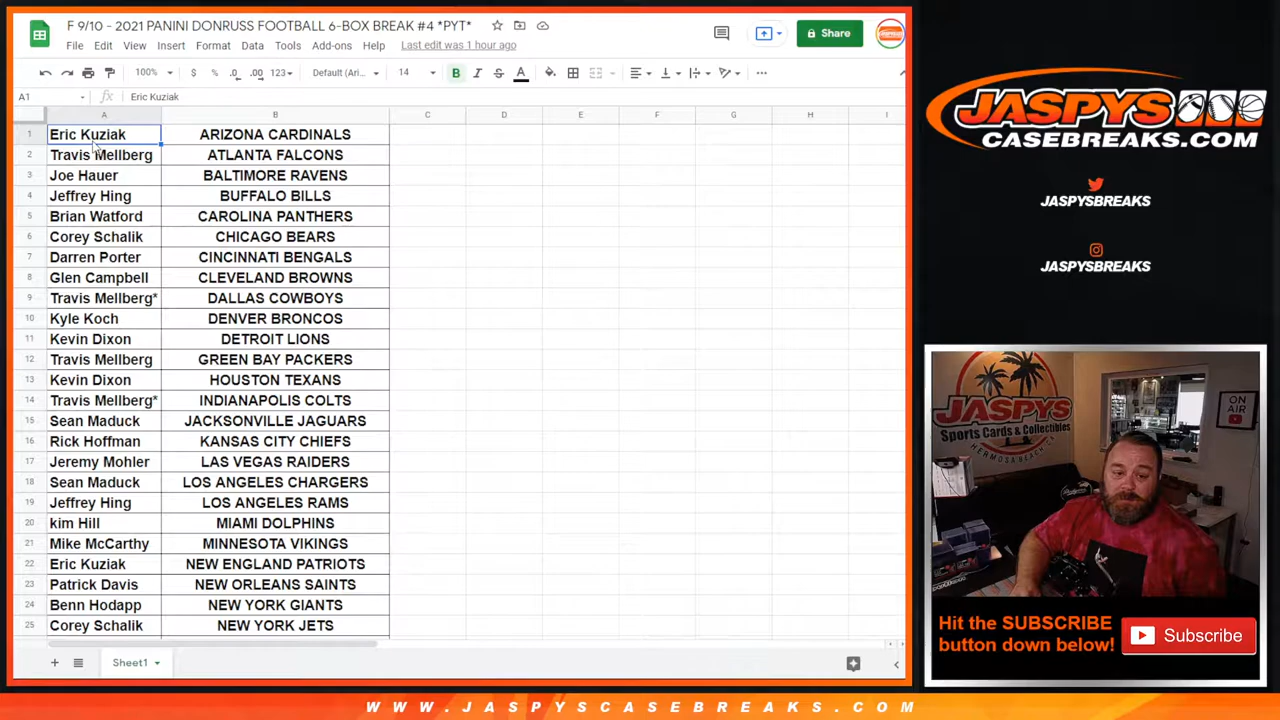 F 9/10 - 2021 PANINI DONRUSS FOOTBALL 6-BOX BREAK #4 *PYT*
File Edit View Insert Format Data Tools Add-ons Help Last edit was 1 hour ago
Share
100% $ % .0 .00 123 Default (Ari... 14 B I S A
A1 fx Eric Kuziak
A B C D E F G H I
1 Eric Kuziak ARIZONA CARDINALS
2 Travis Mellberg ATLANTA FALCONS
3 Joe Hauer BALTIMORE RAVENS
4 Jeffrey Hing BUFFALO BILLS
5 Brian Watford CAROLINA PANTHERS
6 Corey Schalik CHICAGO BEARS
7 Darren Porter CINCINNATI BENGALS
8 Glen Campbell CLEVELAND BROWNS
9 Travis Mellberg* DALLAS COWBOYS
10 Kyle Koch DENVER BRONCOS
11 Kevin Dixon DETROIT LIONS
12 Travis Mellberg GREEN BAY PACKERS
13 Kevin Dixon HOUSTON TEXANS
14 Travis Mellberg* INDIANAPOLIS COLTS
15 Sean Maduck JACKSONVILLE JAGUARS
16 Rick Hoffman KANSAS CITY CHIEFS
17 Jeremy Mohler LAS VEGAS RAIDERS
18 Sean Maduck LOS ANGELES CHARGERS
19 Jeffrey Hing LOS ANGELES RAMS
20 kim Hill MIAMI DOLPHINS
21 Mike McCarthy MINNESOTA VIKINGS
22 Eric Kuziak NEW ENGLAND PATRIOTS
23 Patrick Davis NEW ORLEANS SAINTS
24 Benn Hodapp NEW YORK GIANTS
25 Corey Schalik NEW YORK JETS
Sheet1
JASPYS
CASEBREAKS.COM
JASPYSBREAKS
JASPYSBREAKS
JASPYS
Sports Cards & Collectibles
HERMOSA BEACH, CA
ON
AIR
Hit the SUBSCRIBE
button down below!
Subscribe
WWW.JASPYSCASEBREAKS.COM